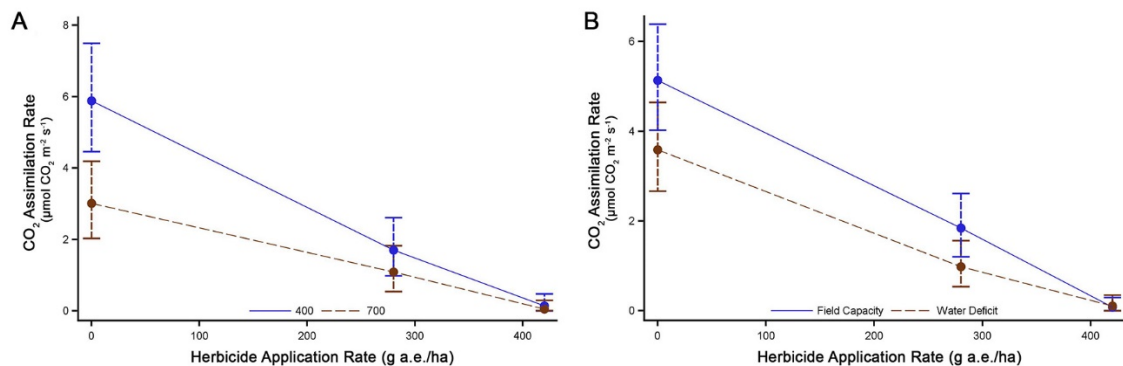 A
CO₂ Assimilation Rate
(µmol CO₂ m⁻² s⁻¹)
8
6
4
2
0
400
700
0
100
200
300
400
Herbicide Application Rate (g a.e./ha)
B
CO₂ Assimilation Rate
(µmol CO₂ m⁻² s⁻¹)
6
4
2
0
Field Capacity
Water Deficit
0
100
200
300
400
Herbicide Application Rate (g a.e./ha)